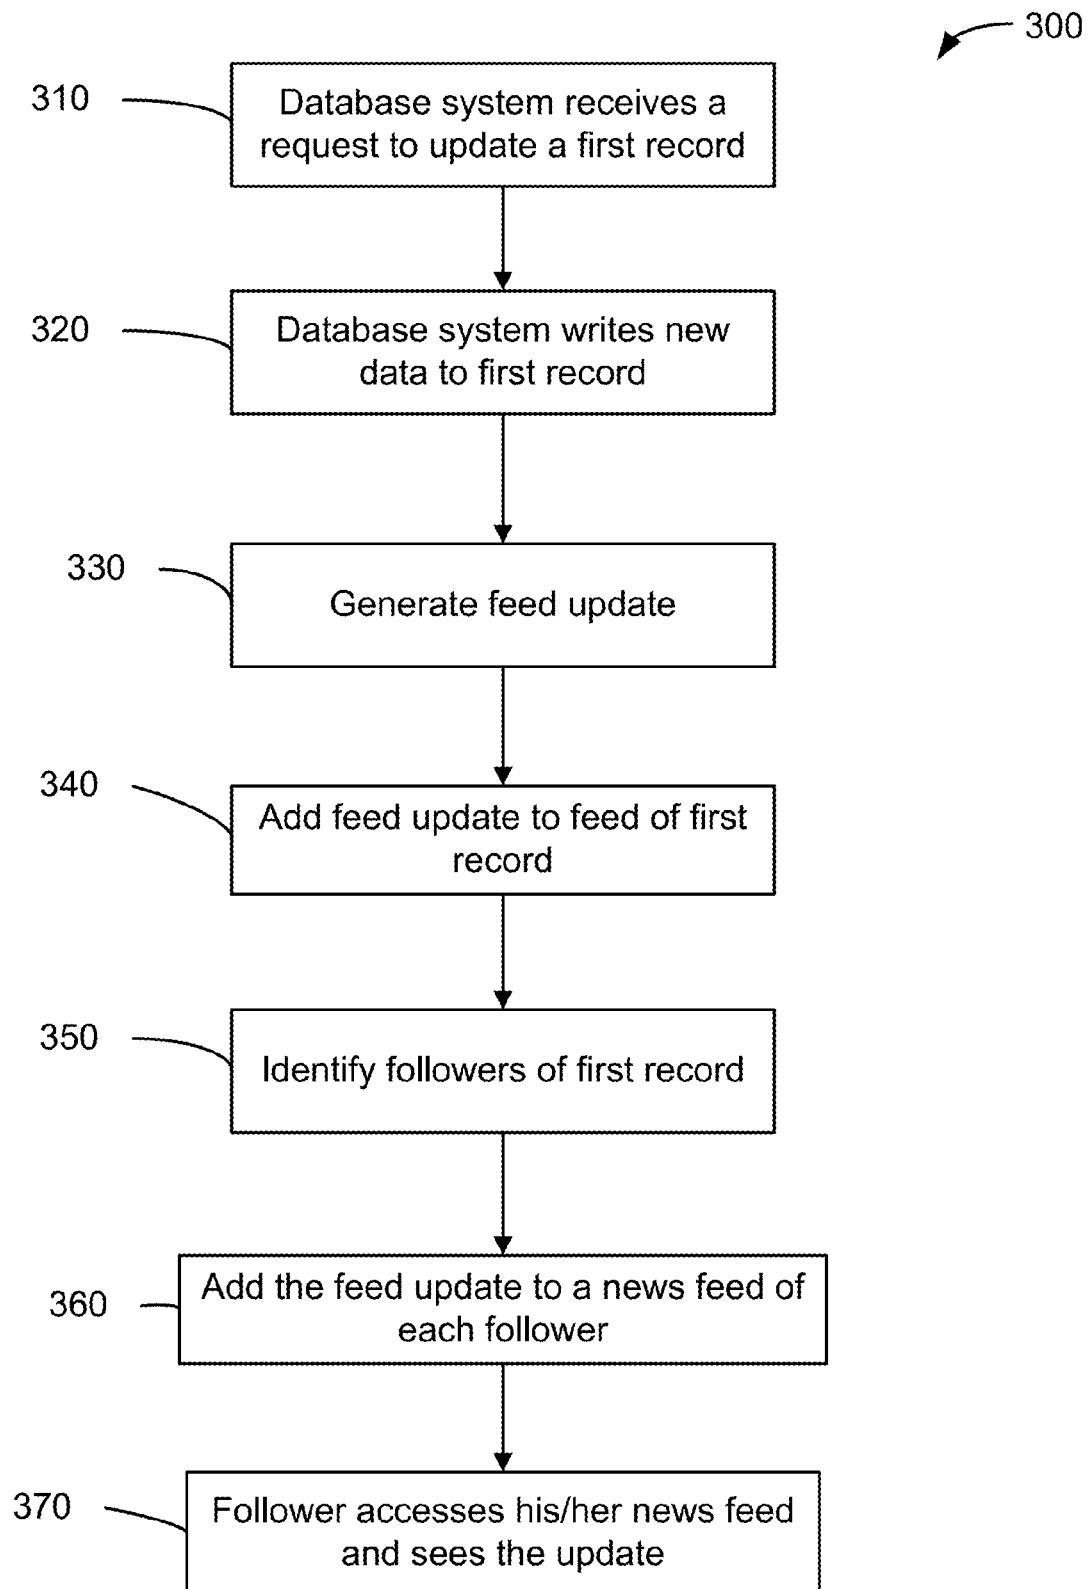 300
310
Database system receives a
request to update a first record
320
Database system writes new
data to first record
330
Generate feed update
340
Add feed update to feed of first
record
350
Identify followers of first record
360
Add the feed update to a news feed of
each follower
370
Follower accesses his/her news feed
and sees the update